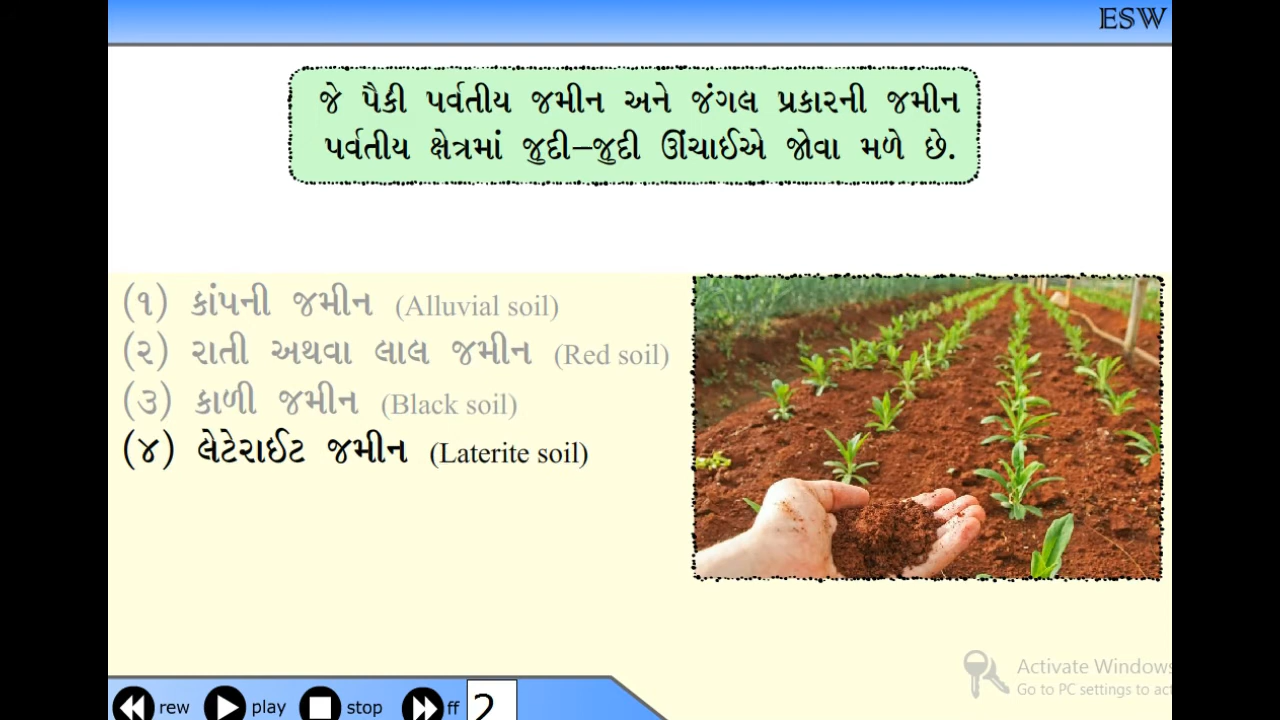 ESW
જે પૈકી પર્વતીય જમીન અને જંગલ પ્રકારની જમીન
પર્વતીય ક્ષેત્રમાં જુદી–જુદી ઊંચાઈએ જોવા મળે છે.
(૧) કાંપની જમીન (Alluvial soil)
(૨) રાતી અથવા લાલ જમીન (Red soil)
(૩) કાળી જમીન (Black soil)
(૪) લેટેરાઈટ જમીન (Laterite soil)
Activate Windows
Go to PC settings to act
rew play stop ff 2